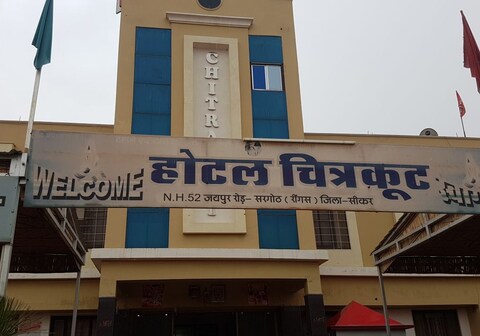 CHITRA
WELCOME होटल चित्रकूट
N.H.52 जयपुर रोड़- सरगोठ ( रींगस ) जिला-सीकर